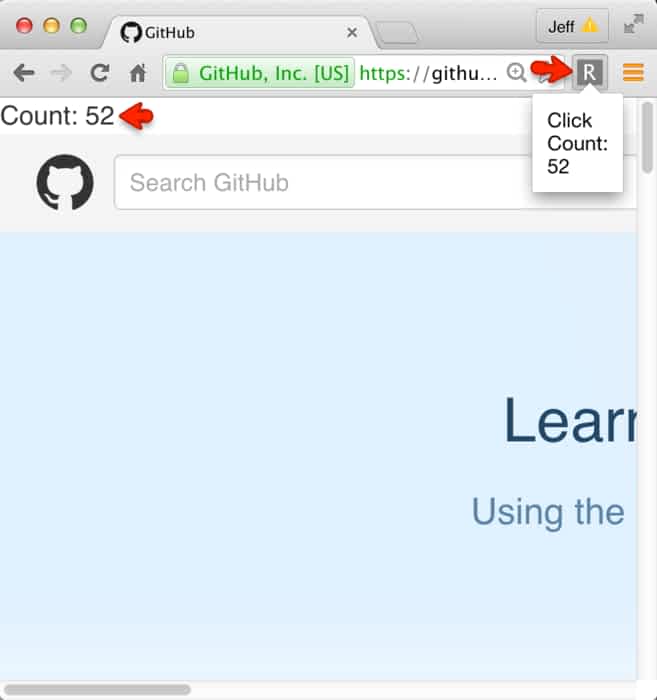 GitHub
Jeff
GitHub, Inc. [US] https://githu...
R
Count: 52
Click
Count:
52
Search GitHub
Learn
Using the